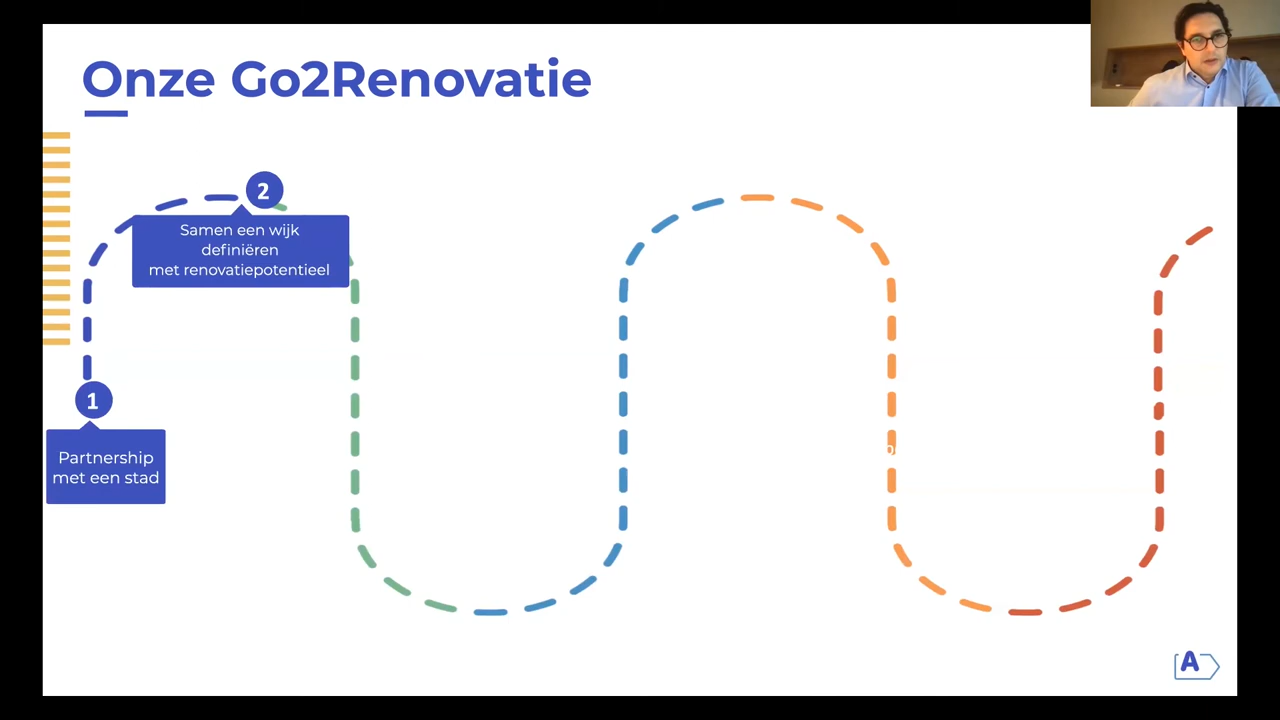 Onze Go2Renovatie
2
Samen een wijk
definiëren
met renovatiepotentieel
1
Partnership
met een stad
A